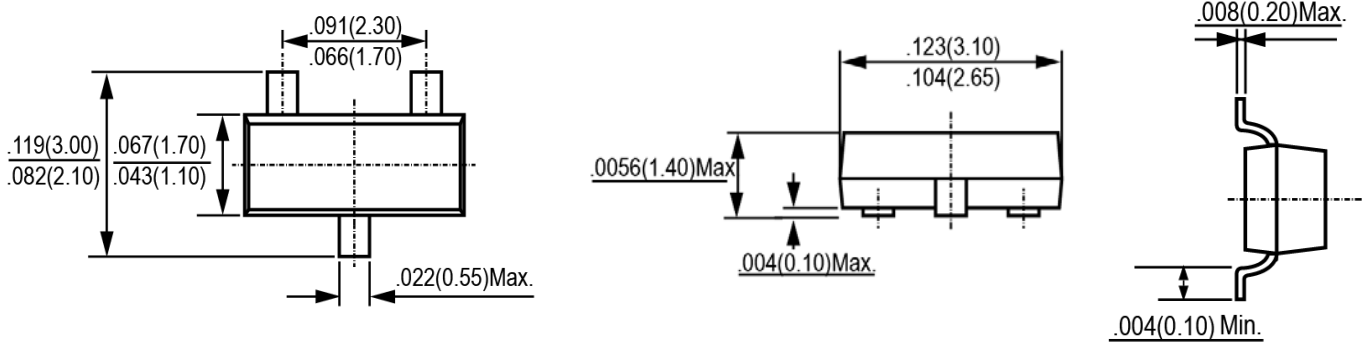 .091(2.30)
.066(1.70)
.119(3.00)
.082(2.10)
.067(1.70)
.043(1.10)
.022(0.55)Max.
.123(3.10)
.104(2.65)
.0056(1.40)Max
.004(0.10)Max.
.008(0.20)Max.
.004(0.10) Min.